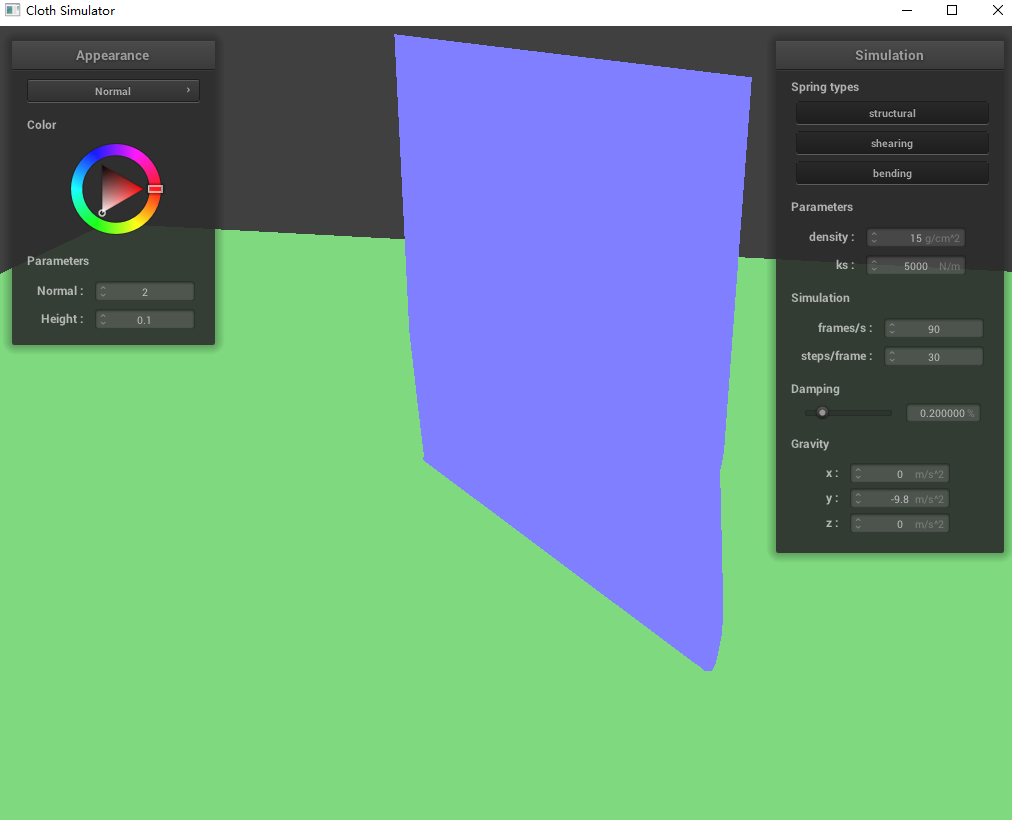 Cloth Simulator
Appearance
Normal
Color
Parameters
Normal : 2
Height : 0.1
Simulation
Spring types
structural
shearing
bending
Parameters
density : 15 g/cm^2
ks : 5000 N/m
Simulation
frames/s : 90
steps/frame : 30
Damping
0.200000 %
Gravity
x : 0 m/s^2
y : -9.8 m/s^2
z : 0 m/s^2